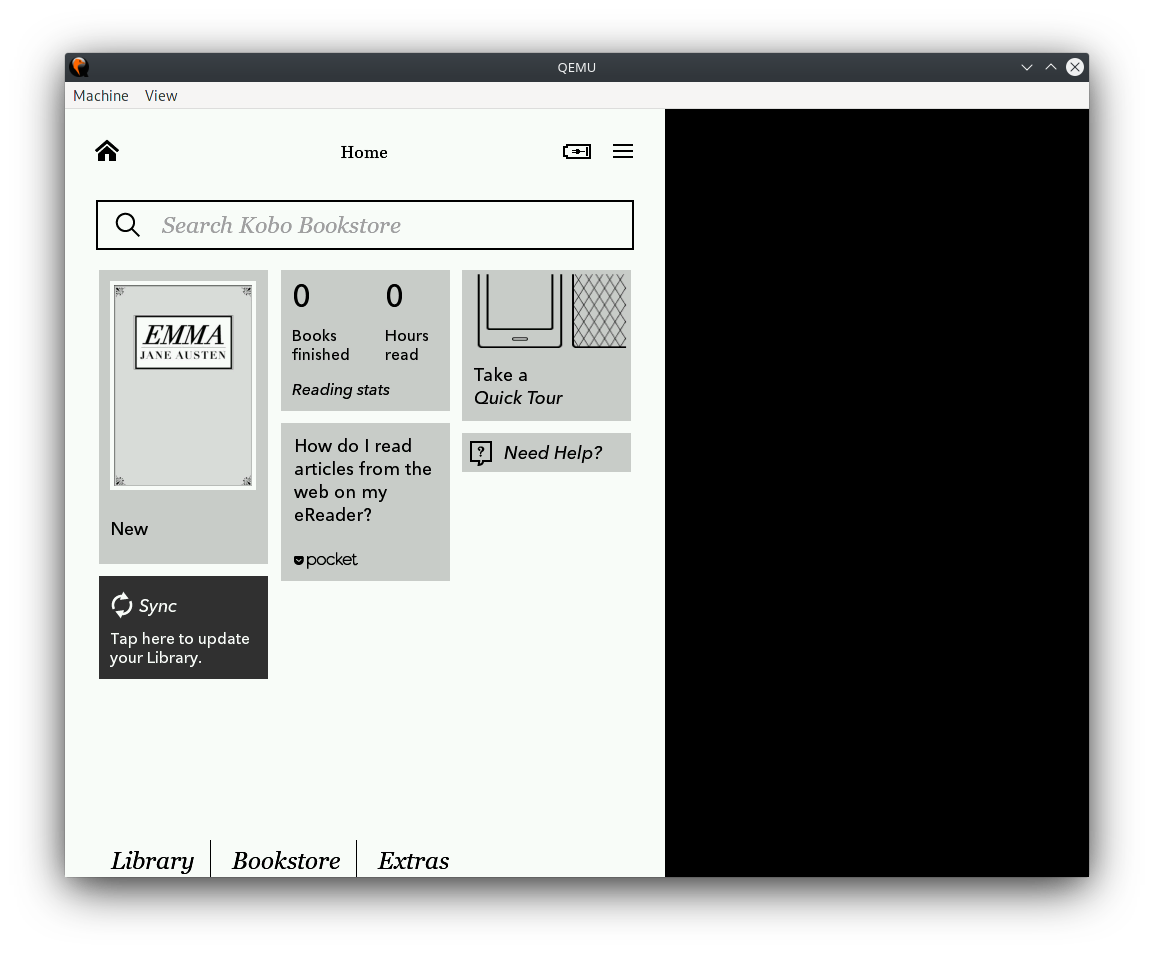 QEMU
Machine View
Home
Search Kobo Bookstore
EMMA
JANE AUSTEN
New
Sync
Tap here to update
your Library.
0 0
Books Hours
finished read
Reading stats
How do I read
articles from the
web on my
eReader?
pocket
Take a
Quick Tour
? Need Help?
Library Bookstore Extras